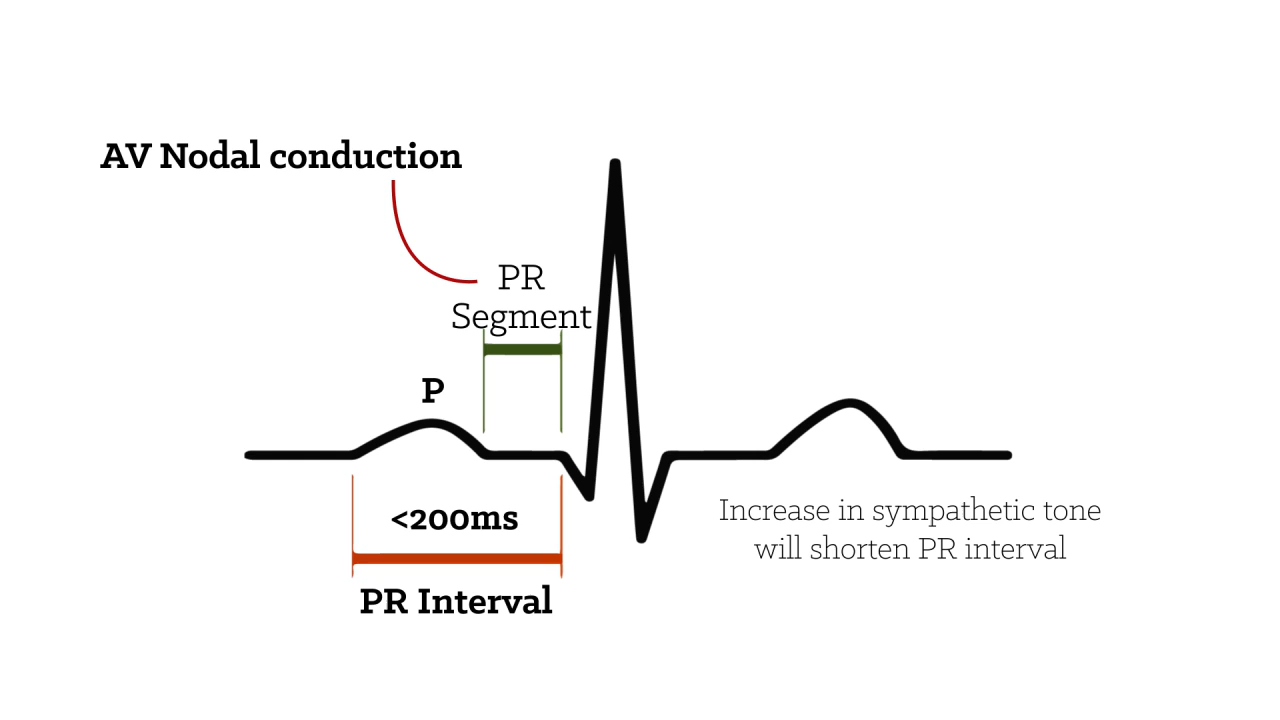 AV Nodal conduction
PR
Segment
P
<200ms
PR Interval
Increase in sympathetic tone
will shorten PR interval